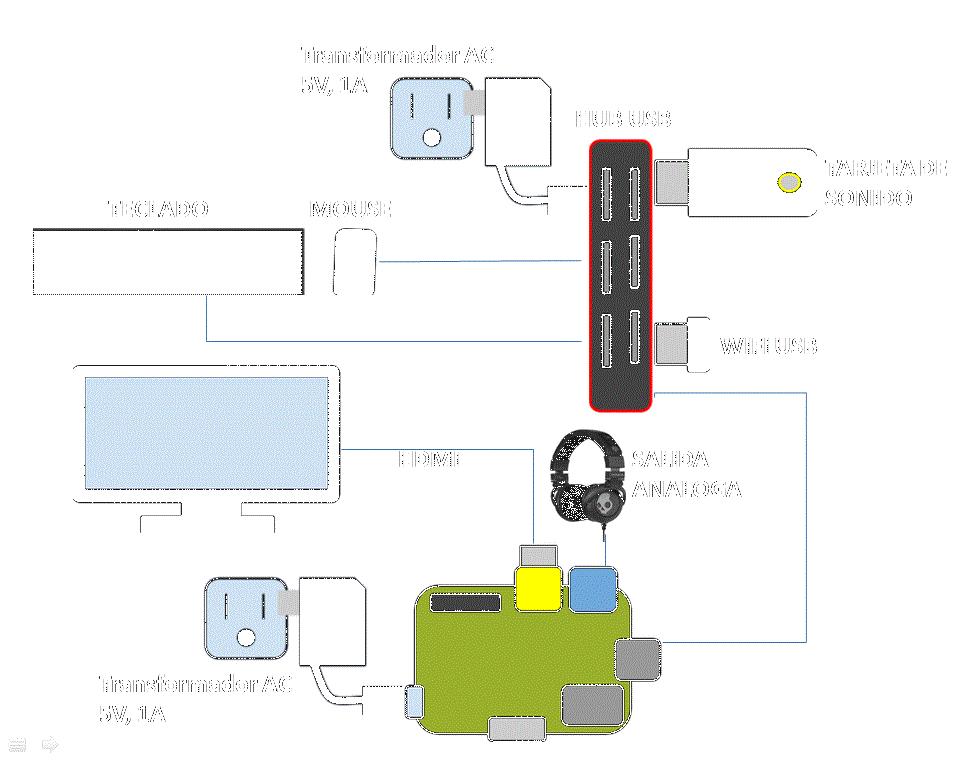 Transformador AC
5V, 1A
HUB USB
TARJETA DE
SONIDO
TECLADO
MOUSE
WIFI USB
HDMI
SALIDA
ANALOGA
Transformador AC
5V, 1A